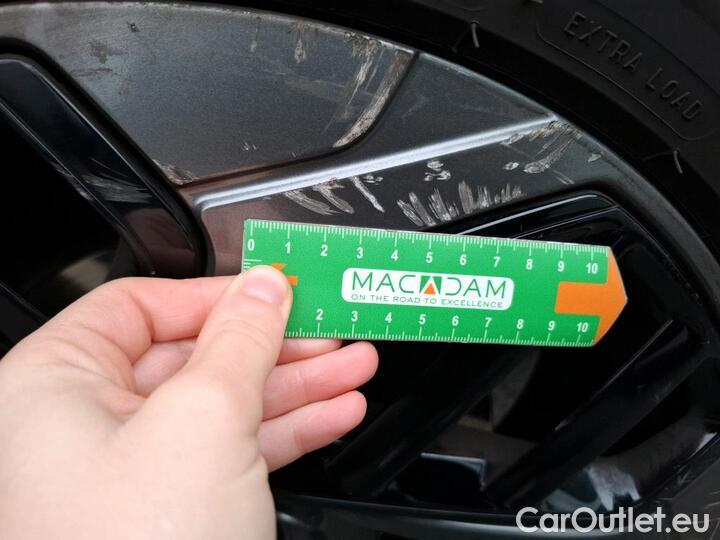 EXTRA LOAD
0 1 2 3 4 5 6 7 8 9 10
MACADAM
ON THE ROAD TO EXCELLENCE
2 3 4 5 6 7 8 9 10
CarOutlet.eu